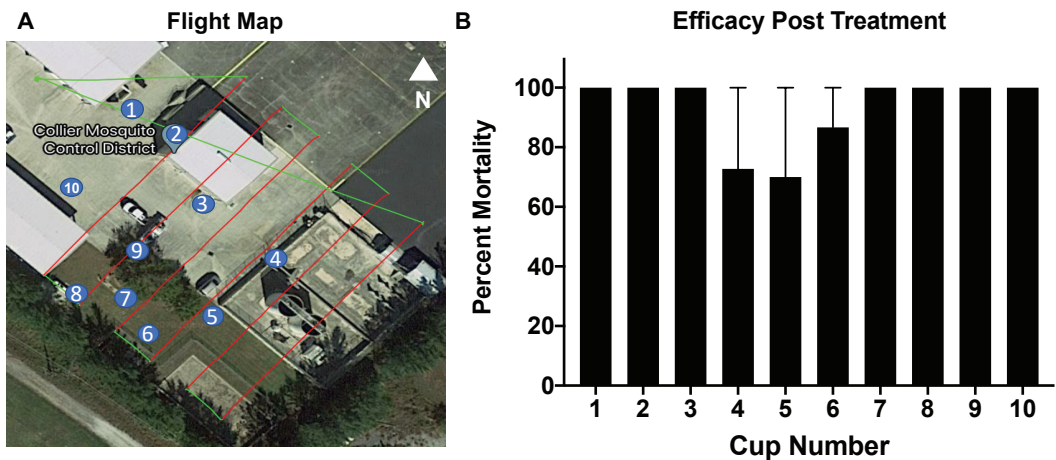 A
Flight Map
N
1
2
Collier Mosquito
Control District
10
3
9
4
8
7
5
6
B
Efficacy Post Treatment
Percent Mortality
100
80
60
40
20
0
1 2 3 4 5 6 7 8 9 10
Cup Number